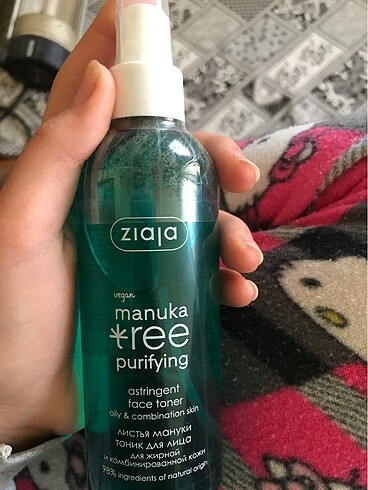 ziaja
vegan
manuka
tree
purifying
astringent
face toner
oily & combination skin
листья мануки
тоник для лица
для жирной
и комбинированной кожи
98% ingredients of natural origin